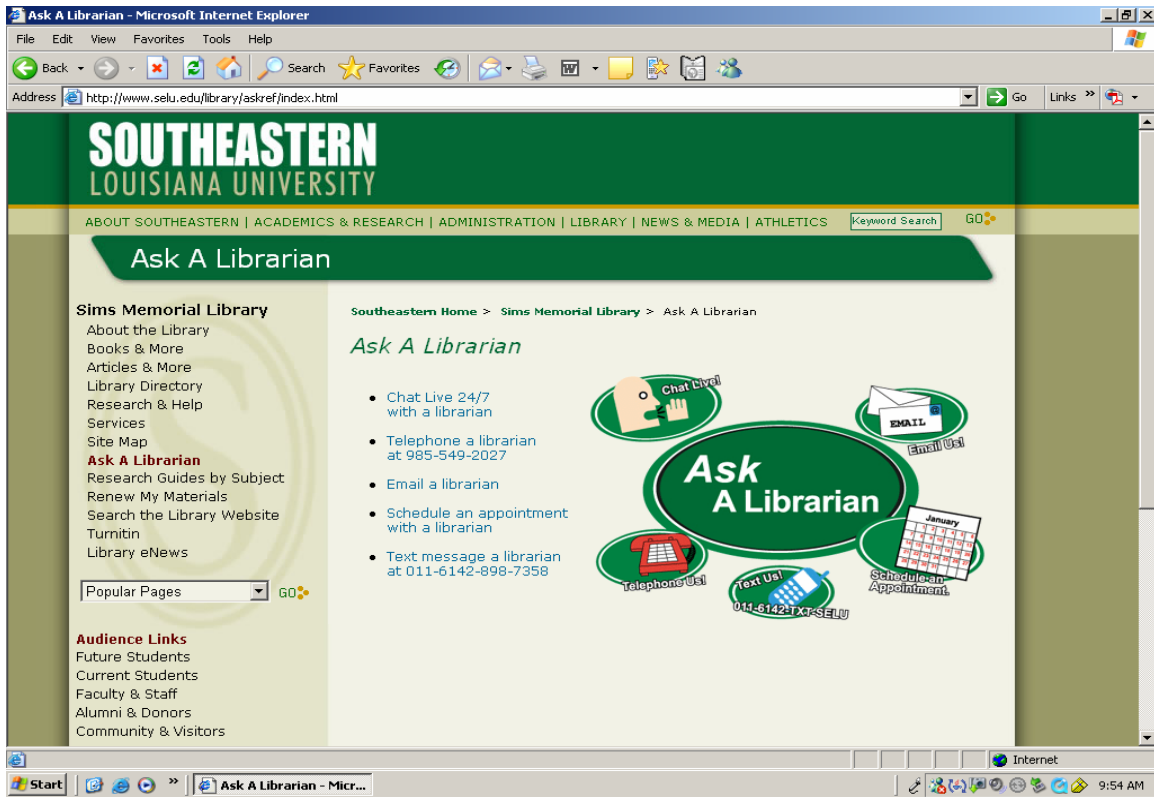 Ask A Librarian - Microsoft Internet Explorer
File Edit View Favorites Tools Help
Back Search Favorites
Address http://www.selu.edu/library/askref/index.html Go Links »
SOUTHEASTERN
LOUISIANA UNIVERSITY
ABOUT SOUTHEASTERN | ACADEMICS & RESEARCH | ADMINISTRATION | LIBRARY | NEWS & MEDIA | ATHLETICS Keyword Search GO
Ask A Librarian
Sims Memorial Library
About the Library
Books & More
Articles & More
Library Directory
Research & Help
Services
Site Map
Ask A Librarian
Research Guides by Subject
Renew My Materials
Search the Library Website
Turnitin
Library eNews
Popular Pages GO
Audience Links
Future Students
Current Students
Faculty & Staff
Alumni & Donors
Community & Visitors
Southeastern Home > Sims Memorial Library > Ask A Librarian
Ask A Librarian
• Chat Live 24/7
with a librarian
• Telephone a librarian
at 985-549-2027
• Email a librarian
• Schedule an appointment
with a librarian
• Text message a librarian
at 011-6142-898-7358
Chat Live!
EMAIL
Email Us!
Ask
A Librarian
January
Schedule an
Appointment.
Telephone Us!
Text Us!
011-6142-TXT-SELU
Internet
Start » Ask A Librarian - Micr... 9:54 AM